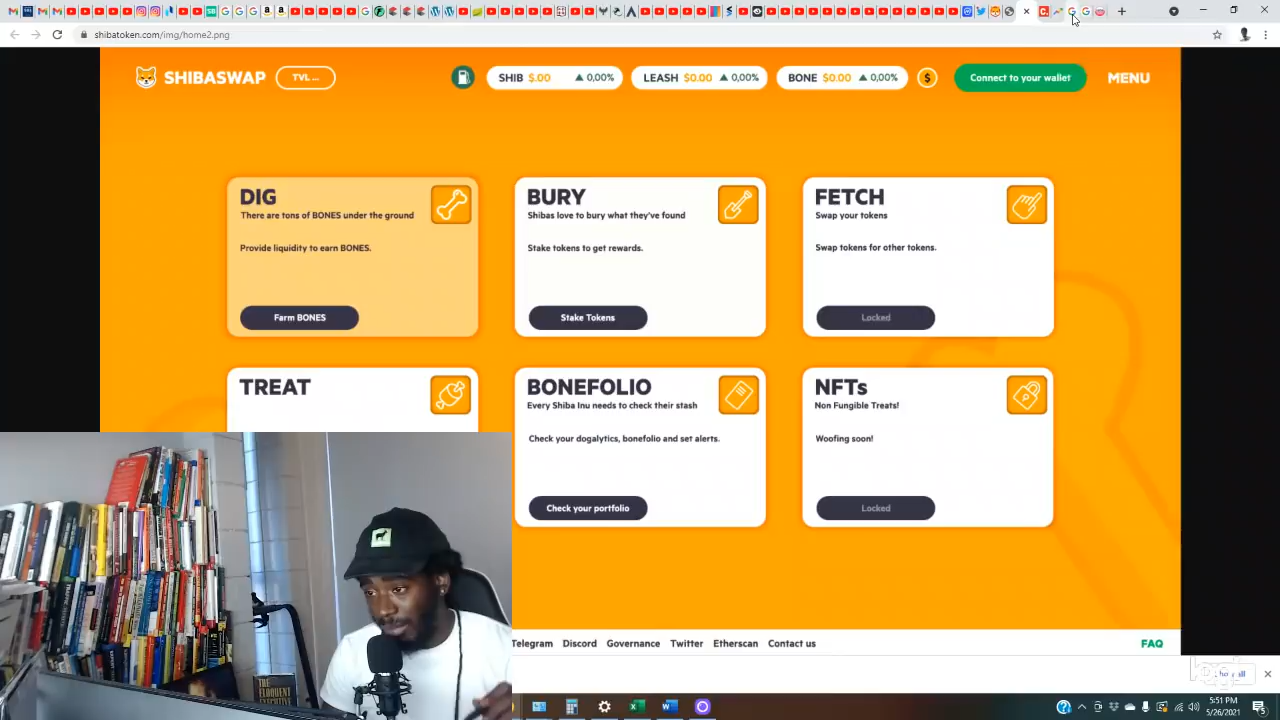 shibatoken.com/img/home2.png
SHIBASWAP
TVL ...
SHIB $.00 0,00%
LEASH $0.00 0,00%
BONE $0.00 0,00%
$
Connect to your wallet
MENU
DIG
There are tons of BONES under the ground
Provide liquidity to earn BONES.
Farm BONES
BURY
Shibas love to bury what they've found
Stake tokens to get rewards.
Stake Tokens
FETCH
Swap your tokens
Swap tokens for other tokens.
Locked
TREAT
BONEFOLIO
Every Shiba Inu needs to check their stash
Check your dogalytics, bonefolio and set alerts.
Check your portfolio
NFTs
Non Fungible Treats!
Woofing soon!
Locked
Telegram Discord Governance Twitter Etherscan Contact us
FAQ
THE
ELOQUENT
EXECUTIVE
5:51 PM
5/26/2021